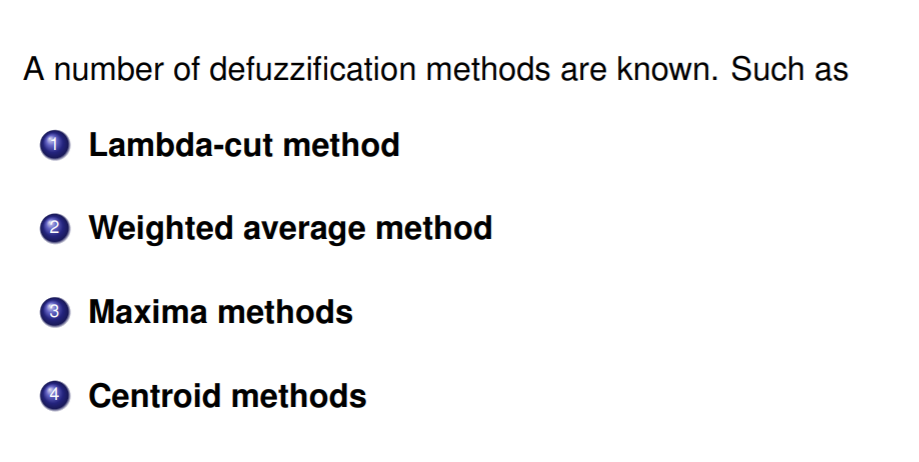 A number of defuzzification methods are known. Such as
1 Lambda-cut method
2 Weighted average method
3 Maxima methods
4 Centroid methods